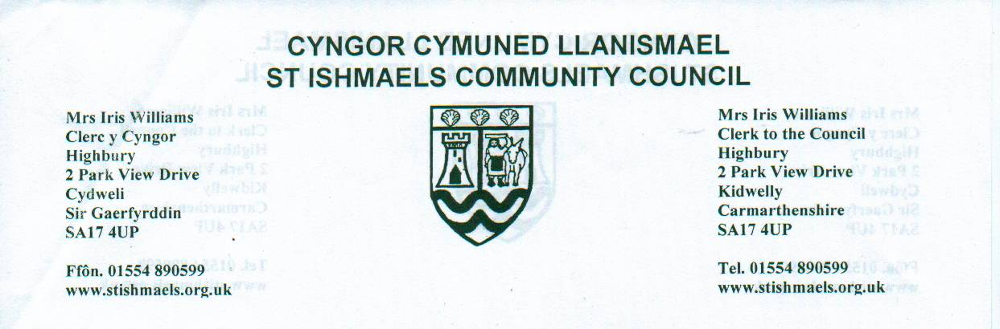 CYNGOR CYMUNED LLANISMAEL
ST ISHMAELS COMMUNITY COUNCIL
Mrs Iris Williams
Clerc y Cyngor
Highbury
2 Park View Drive
Cydweli
Sir Gaerfyrddin
SA17 4UP
Ffôn. 01554 890599
www.stishmaels.org.uk
Mrs Iris Williams
Clerk to the Council
Highbury
2 Park View Drive
Kidwelly
Carmarthenshire
SA17 4UP
Tel. 01554 890599
www.stishmaels.org.uk